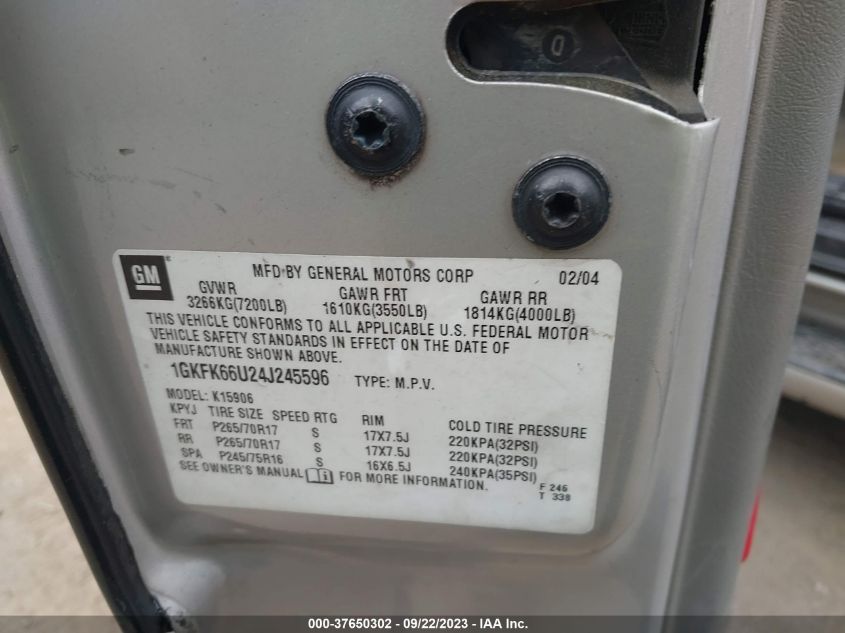 D
GM
MFD BY GENERAL MOTORS CORP 02/04
GVWR GAWR FRT GAWR RR
3266KG(7200LB) 1610KG(3550LB) 1814KG(4000LB)
THIS VEHICLE CONFORMS TO ALL APPLICABLE U.S. FEDERAL MOTOR
VEHICLE SAFETY STANDARDS IN EFFECT ON THE DATE OF
MANUFACTURE SHOWN ABOVE.
1GKFK66U24J245596 TYPE: M.P.V.
MODEL: K15906
KPYJ TIRE SIZE SPEED RTG RIM COLD TIRE PRESSURE
FRT P265/70R17 S 17X7.5J 220KPA(32PSI)
RR P265/70R17 S 17X7.5J 220KPA(32PSI)
SPA P245/75R16 S 16X6.5J 240KPA(35PSI)
SEE OWNER'S MANUAL i FOR MORE INFORMATION.
F 246
T 338
000-37650302 - 09/22/2023 - IAA Inc.